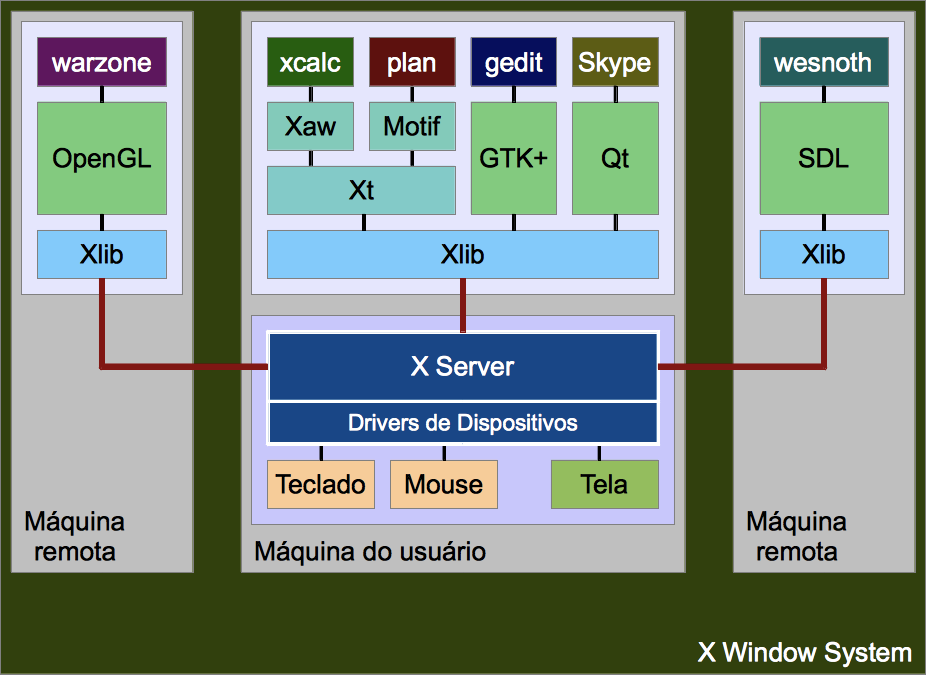 warzone
OpenGL
Xlib
Máquina
remota
xcalc
plan
gedit
Skype
Xaw
Motif
GTK+
Qt
Xt
Xlib
X Server
Drivers de Dispositivos
Teclado
Mouse
Tela
Máquina do usuário
wesnoth
SDL
Xlib
Máquina
remota
X Window System